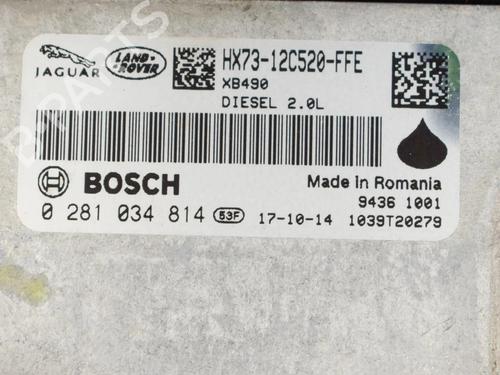 JAGUAR
LAND-
ROVER
HX73-12C520-FFE
XB490
DIESEL 2.0L
BOSCH
Made in Romania
9436 1001
0 281 034 814 53F 17-10-14 1039T20279
B-PARTS